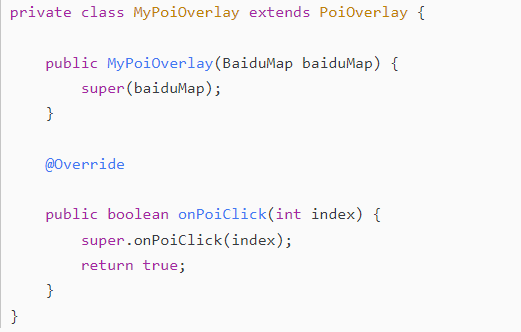 private class MyPoiOverlay extends PoiOverlay {
public MyPoiOverlay(BaiduMap baiduMap) {
super(baiduMap);
}
@Override
public boolean onPoiClick(int index) {
super.onPoiClick(index);
return true;
}
}